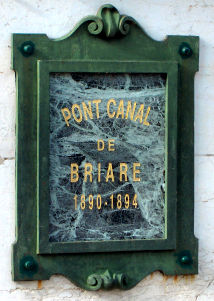 PONT CANAL
DE
BRIARE
1890-1894